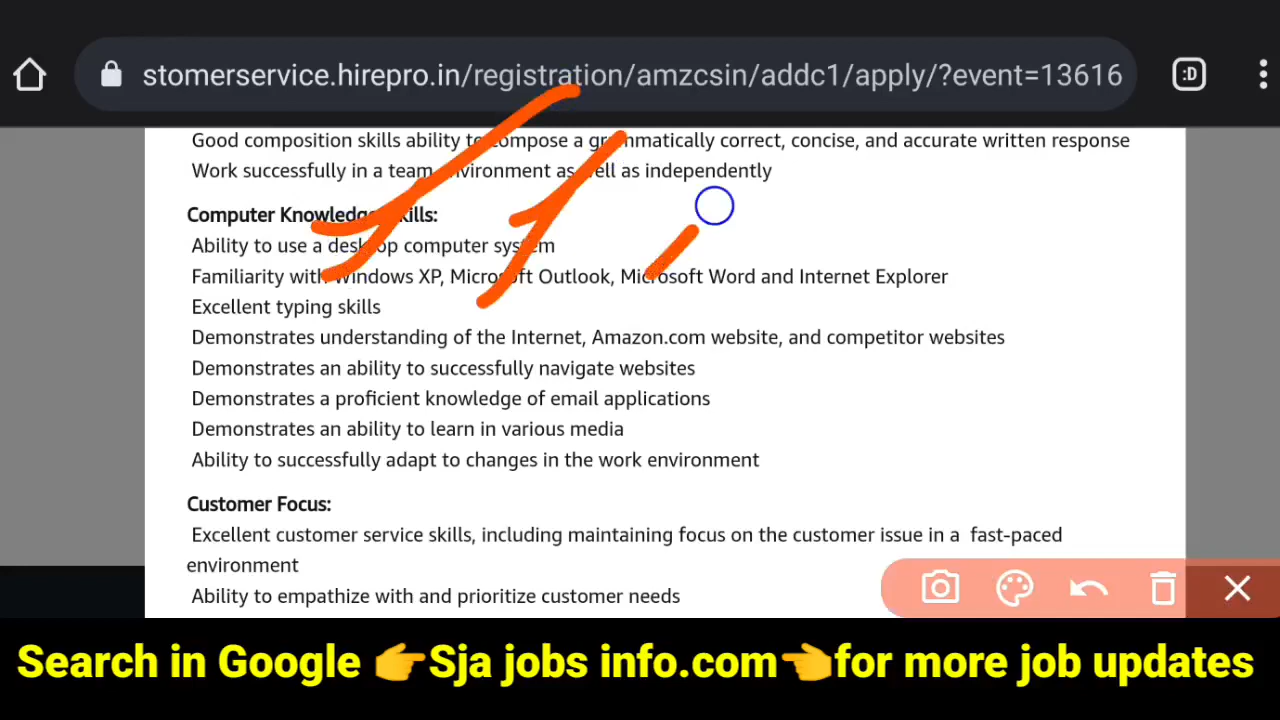 stomerservice.hirepro.in/registration/amzcsin/addc1/apply/?event=13616
:D
Good composition skills ability to compose a grammatically correct, concise, and accurate written response
Work successfully in a team environment as well as independently
Computer Knowledge Skills:
Ability to use a desktop computer system
Familiarity with Windows XP, Microsoft Outlook, Microsoft Word and Internet Explorer
Excellent typing skills
Demonstrates understanding of the Internet, Amazon.com website, and competitor websites
Demonstrates an ability to successfully navigate websites
Demonstrates a proficient knowledge of email applications
Demonstrates an ability to learn in various media
Ability to successfully adapt to changes in the work environment
Customer Focus:
Excellent customer service skills, including maintaining focus on the customer issue in a fast-paced
environment
Ability to empathize with and prioritize customer needs
Search in Google 👉Sja jobs info.com👈for more job updates